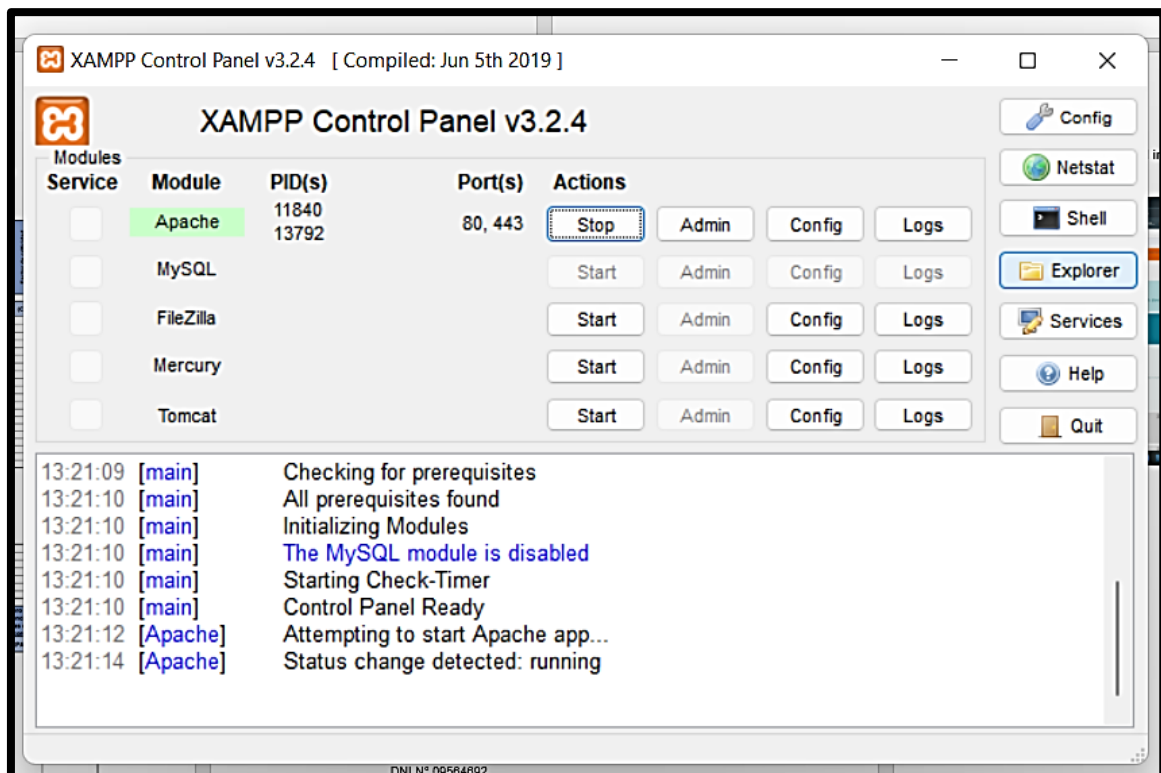 XAMPP Control Panel v3.2.4 [ Compiled: Jun 5th 2019 ]
XAMPP Control Panel v3.2.4
Config
Netstat
Shell
Explorer
Services
Help
Quit
Modules
Service Module PID(s) Port(s) Actions
Apache 11840 13792 80, 443 Stop Admin Config Logs
MySQL Start Admin Config Logs
FileZilla Start Admin Config Logs
Mercury Start Admin Config Logs
Tomcat Start Admin Config Logs
13:21:09 [main] Checking for prerequisites
13:21:10 [main] All prerequisites found
13:21:10 [main] Initializing Modules
13:21:10 [main] The MySQL module is disabled
13:21:10 [main] Starting Check-Timer
13:21:10 [main] Control Panel Ready
13:21:12 [Apache] Attempting to start Apache app...
13:21:14 [Apache] Status change detected: running